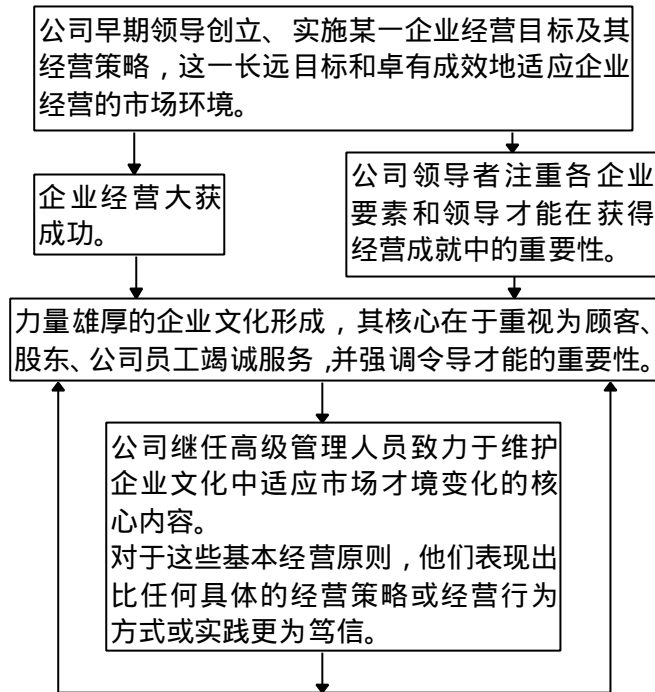 公司早期领导创立、实施某一企业经营目标及其
经营策略，这一长远目标和卓有成效地适应企业
经营的市场环境。
企业经营大获
成功。
公司领导者注重各企业
要素和领导才能在获得
经营成就中的重要性。
力量雄厚的企业文化形成，其核心在于重视为顾客、
股东、公司员工竭诚服务,并强调令导才能的重要性。
公司继任高级管理人员致力于维护
企业文化中适应市场才境变化的核
心内容。
对于这些基本经营原则，他们表现出
比任何具体的经营策略或经营行为
方式或实践更为笃信。